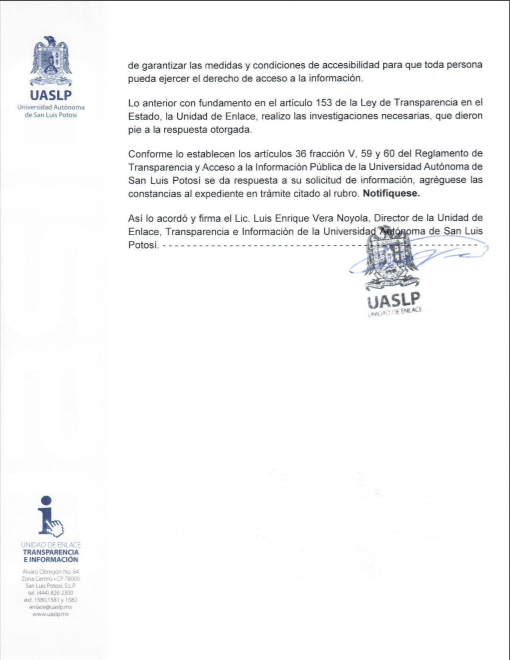 UASLP
Universidad Autónoma
de San Luis Potosí
de garantizar las medidas y condiciones de accesibilidad para que toda persona
pueda ejercer el derecho de acceso a la información.
Lo anterior con fundamento en el artículo 153 de la Ley de Transparencia en el
Estado, la Unidad de Enlace, realizo las investigaciones necesarias, que dieron
pie a la respuesta otorgada.
Conforme lo establecen los artículos 36 fracción V, 59 y 60 del Reglamento de
Transparencia y Acceso a la Información Pública de la Universidad Autónoma de
San Luis Potosí se da respuesta a su solicitud de información, agréguese las
constancias al expediente en trámite citado al rubro. Notifíquese.
Así lo acordó y firma el Lic. Luis Enrique Vera Noyola, Director de la Unidad de
Enlace, Transparencia e Información de la Universidad Autónoma de San Luis
Potosí. - - - - - - - - - - - - - - - - - - - - - - - - - - - - - - - - - - - - - - - - - - - - - - - -
UASLP
UNIDAD DE ENLACE
UNIDAD DE ENLACE
TRANSPARENCIA
E INFORMACIÓN
Álvaro Obregón No. 64
Zona Centro • CP 78000
San Luis Potosí, S.L.P.
tel. (444) 826 2300
ext. 1580,1581 y 1582
enlace@uaslp.mx
www.uaslp.mx